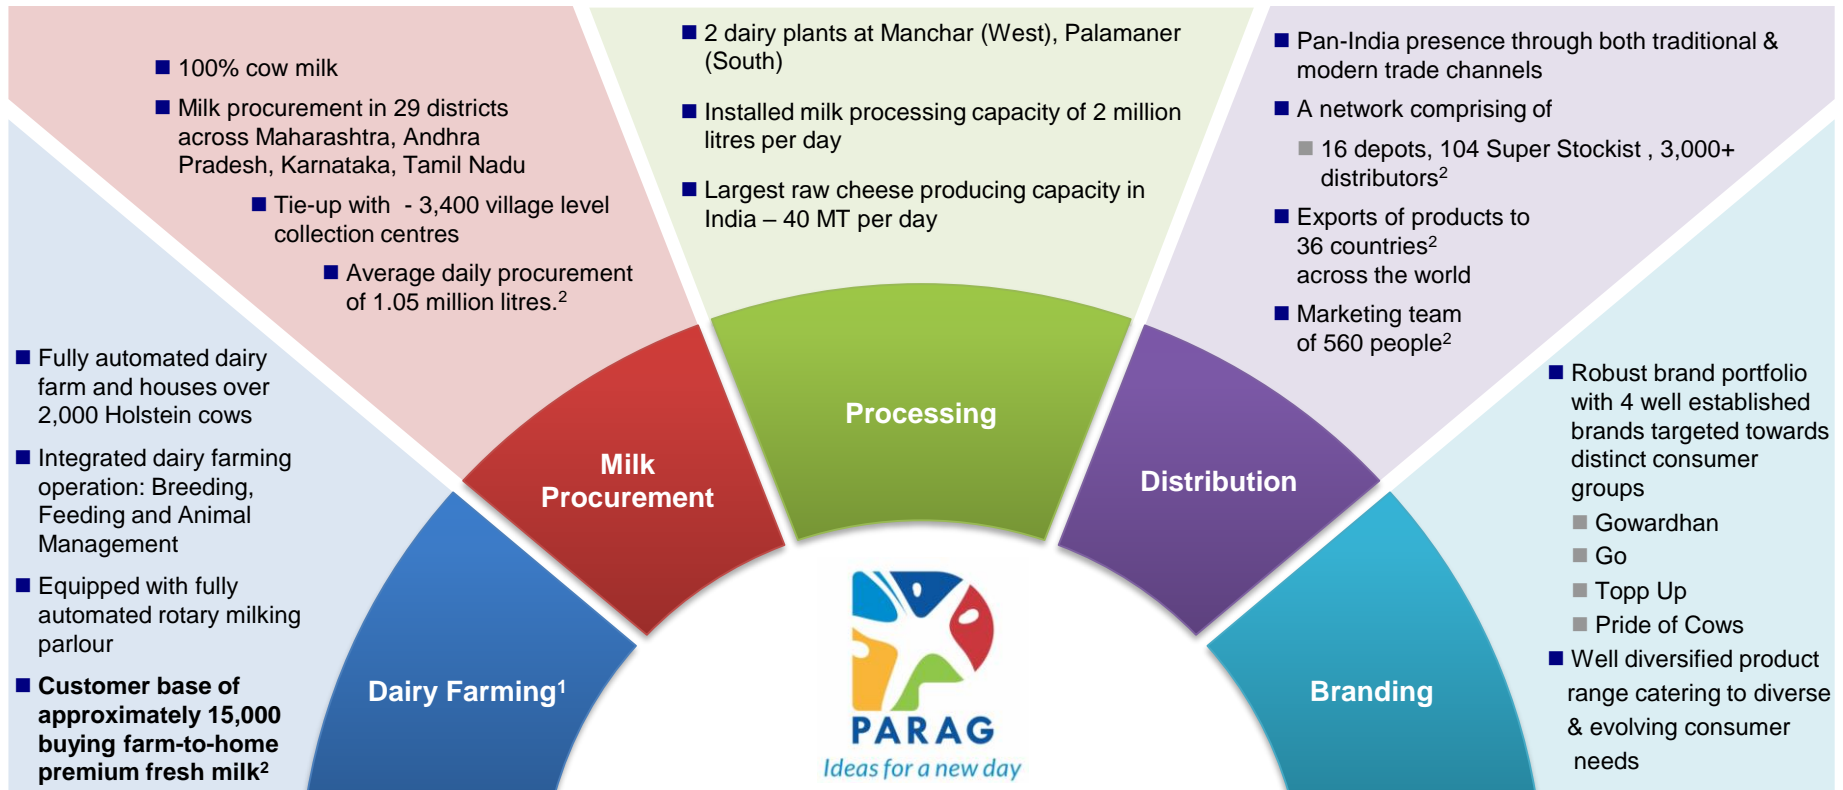 Fully automated dairy
farm and houses over
2,000 Holstein cows
Integrated dairy farming
operation: Breeding,
Feeding and Animal
Management
Equipped with fully
automated rotary milking
parlour
Customer base of
approximately 15,000
buying farm-to-home
premium fresh milk²
Dairy Farming¹
100% cow milk
Milk procurement in 29 districts
across Maharashtra, Andhra
Pradesh, Karnataka, Tamil Nadu
Tie-up with - 3,400 village level
collection centres
Average daily procurement
of 1.05 million litres.²
Milk
Procurement
2 dairy plants at Manchar (West), Palamaner
(South)
Installed milk processing capacity of 2 million
litres per day
Largest raw cheese producing capacity in
India – 40 MT per day
Processing
Pan-India presence through both traditional &
modern trade channels
A network comprising of
16 depots, 104 Super Stockist , 3,000+
distributors²
Exports of products to
36 countries²
across the world
Marketing team
of 560 people²
Distribution
Robust brand portfolio
with 4 well established
brands targeted towards
distinct consumer
groups
Gowardhan
Go
Topp Up
Pride of Cows
Well diversified product
range catering to diverse
& evolving consumer
needs
Branding
PARAG
Ideas for a new day